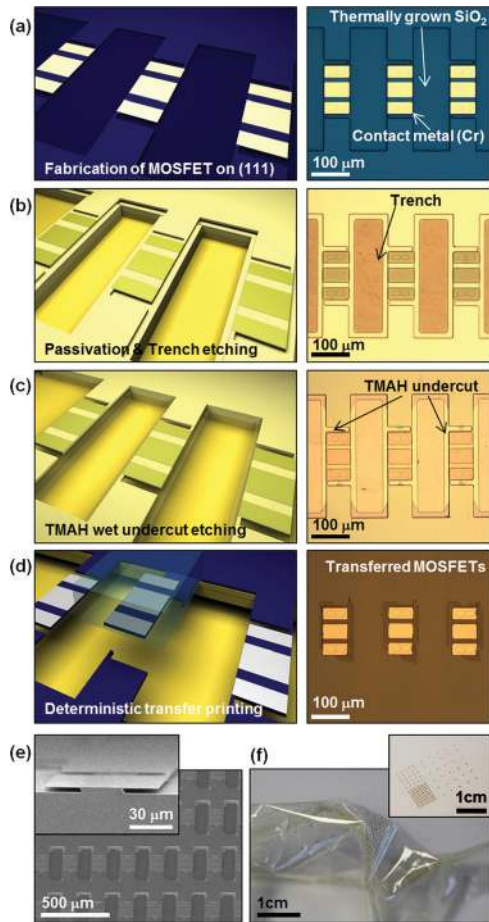 (a)
Thermally grown SiO₂
Contact metal (Cr)
Fabrication of MOSFET on (111)
100 μm
(b)
Trench
Passivation & Trench etching
100 μm
(c)
TMAH undercut
TMAH wet undercut etching
100 μm
(d)
Transferred MOSFETs
Deterministic transfer printing
100 μm
(e)
30 μm
500 μm
(f)
1cm
1cm